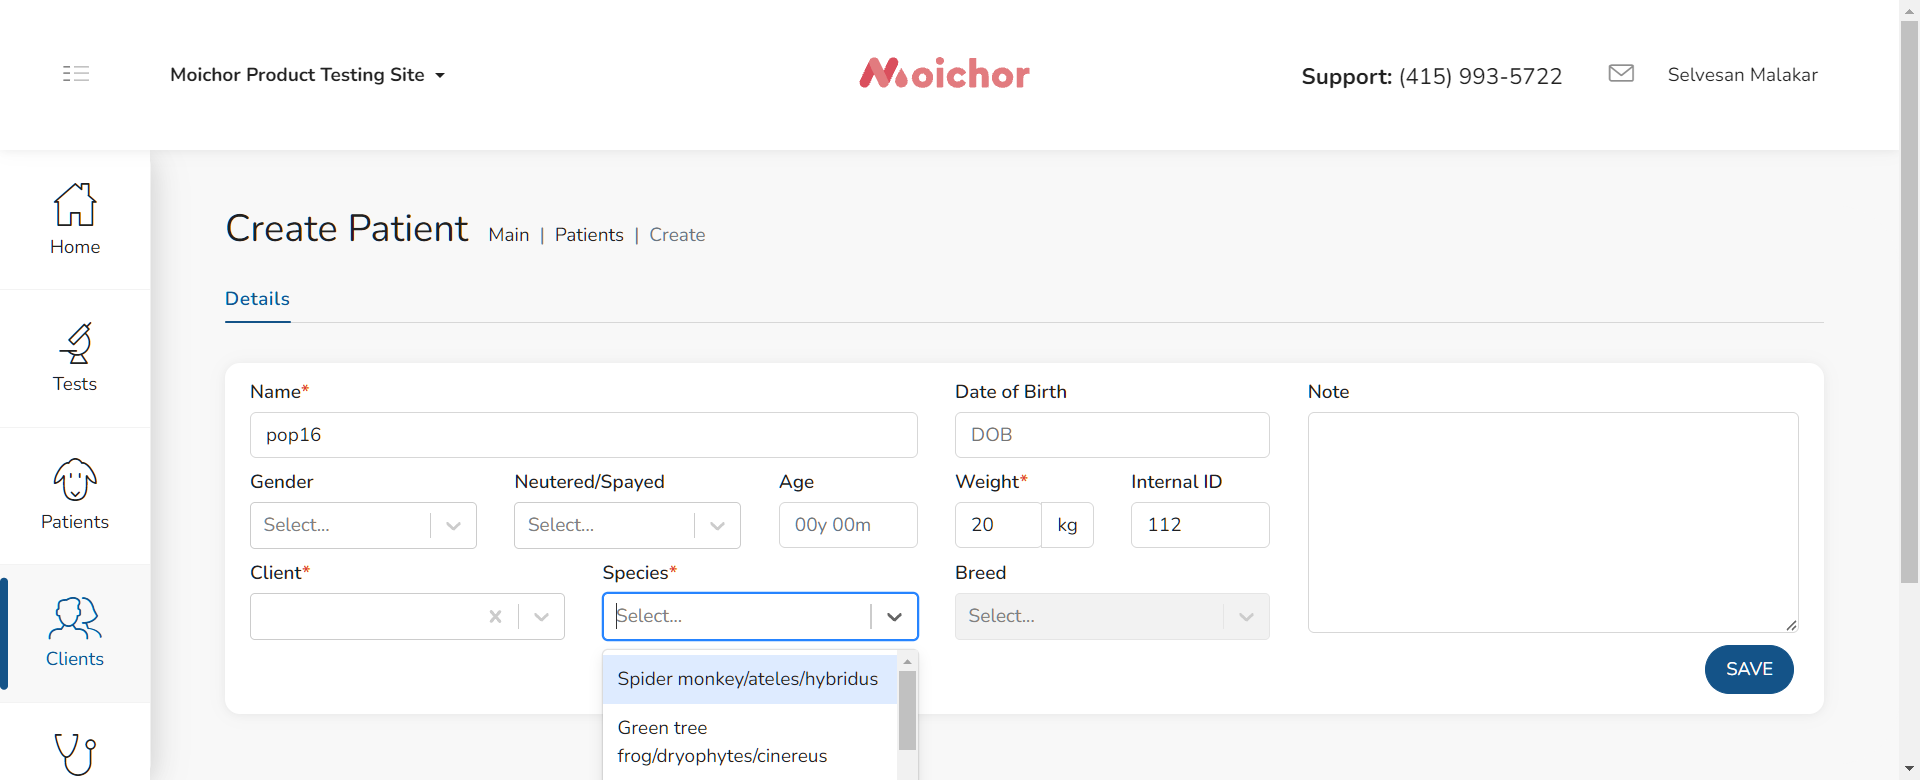 Moichor Product Testing Site
Moichor
Support: (415) 993-5722
Selvesan Malakar
Home
Tests
Patients
Clients
Create Patient
Main | Patients | Create
Details
Name*
pop16
Date of Birth
DOB
Note
Gender
Select...
Neutered/Spayed
Select...
Age
00y 00m
Weight*
20
kg
Internal ID
112
Client*
Species*
Select...
Breed
Select...
Spider monkey/ateles/hybridus
Green tree
frog/dryophytes/cinereus
SAVE